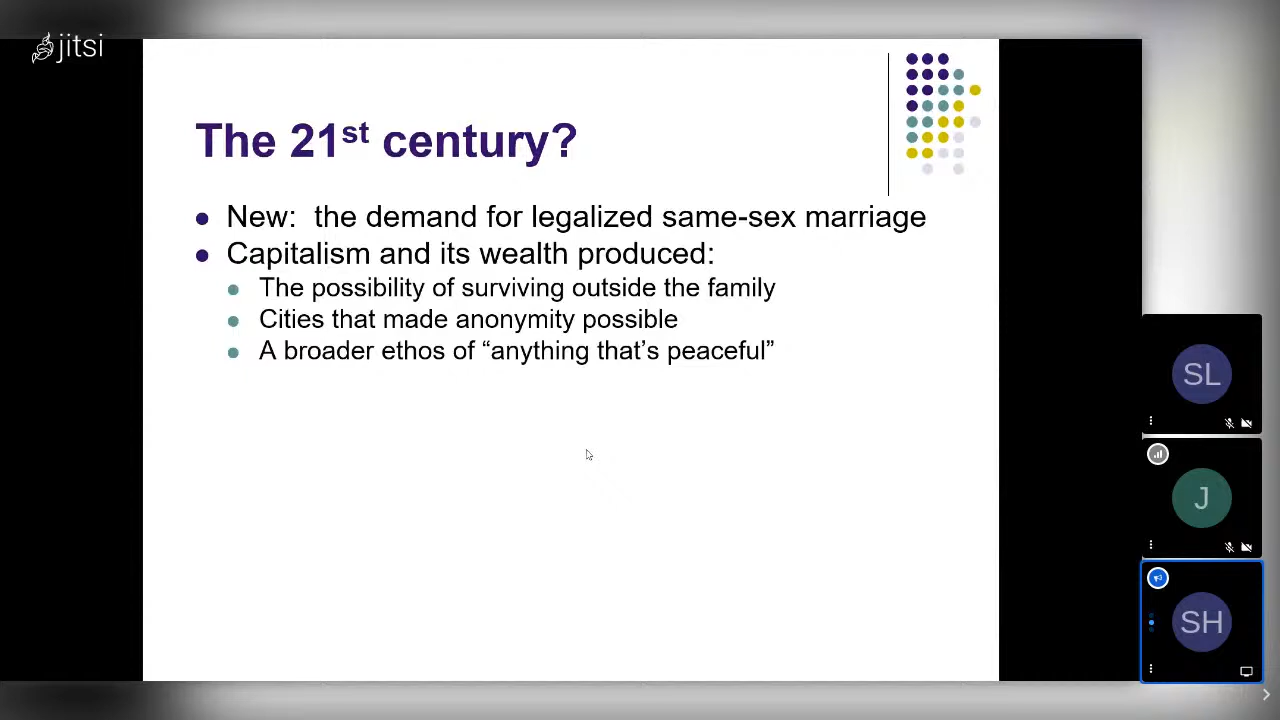 jitsi
The 21st century?
New: the demand for legalized same-sex marriage
Capitalism and its wealth produced:
The possibility of surviving outside the family
Cities that made anonymity possible
A broader ethos of “anything that’s peaceful”
SL
J
SH